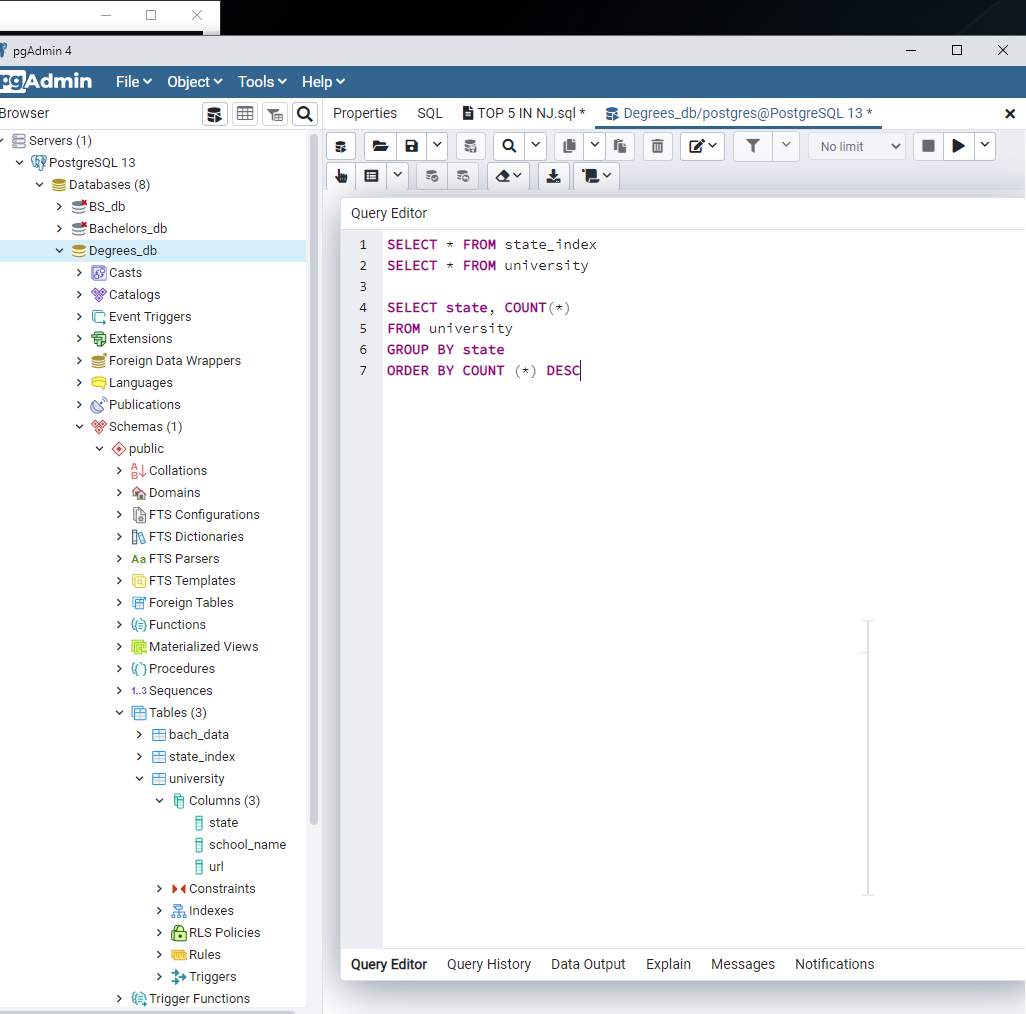 pgAdmin 4
pgAdmin File Object Tools Help
Browser
Properties SQL TOP 5 IN NJ.sql * Degrees_db/postgres@PostgreSQL 13 *
No limit
Servers (1)
PostgreSQL 13
Databases (8)
BS_db
Bachelors_db
Degrees_db
Casts
Catalogs
Event Triggers
Extensions
Foreign Data Wrappers
Languages
Publications
Schemas (1)
public
Collations
Domains
FTS Configurations
FTS Dictionaries
Aa FTS Parsers
FTS Templates
Foreign Tables
Functions
Materialized Views
Procedures
1..3 Sequences
Tables (3)
bach_data
state_index
university
Columns (3)
state
school_name
url
Constraints
Indexes
RLS Policies
Rules
Triggers
Trigger Functions
Query Editor
1 SELECT * FROM state_index
2 SELECT * FROM university
3
4 SELECT state, COUNT(*)
5 FROM university
6 GROUP BY state
7 ORDER BY COUNT (*) DESC
Query Editor Query History Data Output Explain Messages Notifications